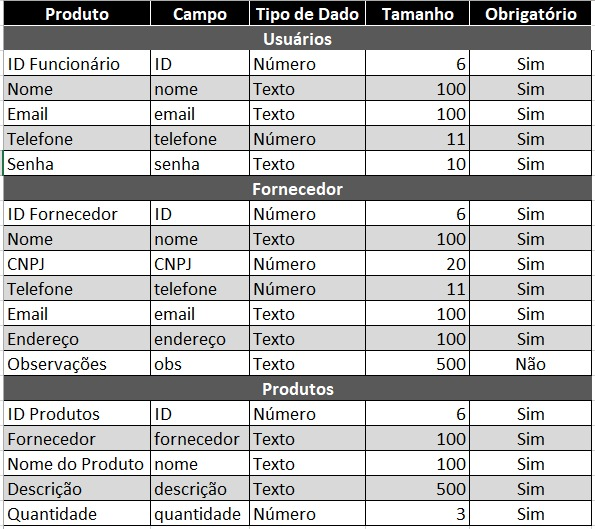 Produto Campo Tipo de Dado Tamanho Obrigatório
Usuários
ID Funcionário ID Número 6 Sim
Nome nome Texto 100 Sim
Email email Texto 100 Sim
Telefone telefone Número 11 Sim
Senha senha Texto 10 Sim
Fornecedor
ID Fornecedor ID Número 6 Sim
Nome nome Texto 100 Sim
CNPJ CNPJ Número 20 Sim
Telefone telefone Número 11 Sim
Email email Texto 100 Sim
Endereço endereço Texto 100 Sim
Observações obs Texto 500 Não
Produtos
ID Produtos ID Número 6 Sim
Fornecedor fornecedor Texto 100 Sim
Nome do Produto nome Texto 100 Sim
Descrição descrição Texto 500 Sim
Quantidade quantidade Número 3 Sim